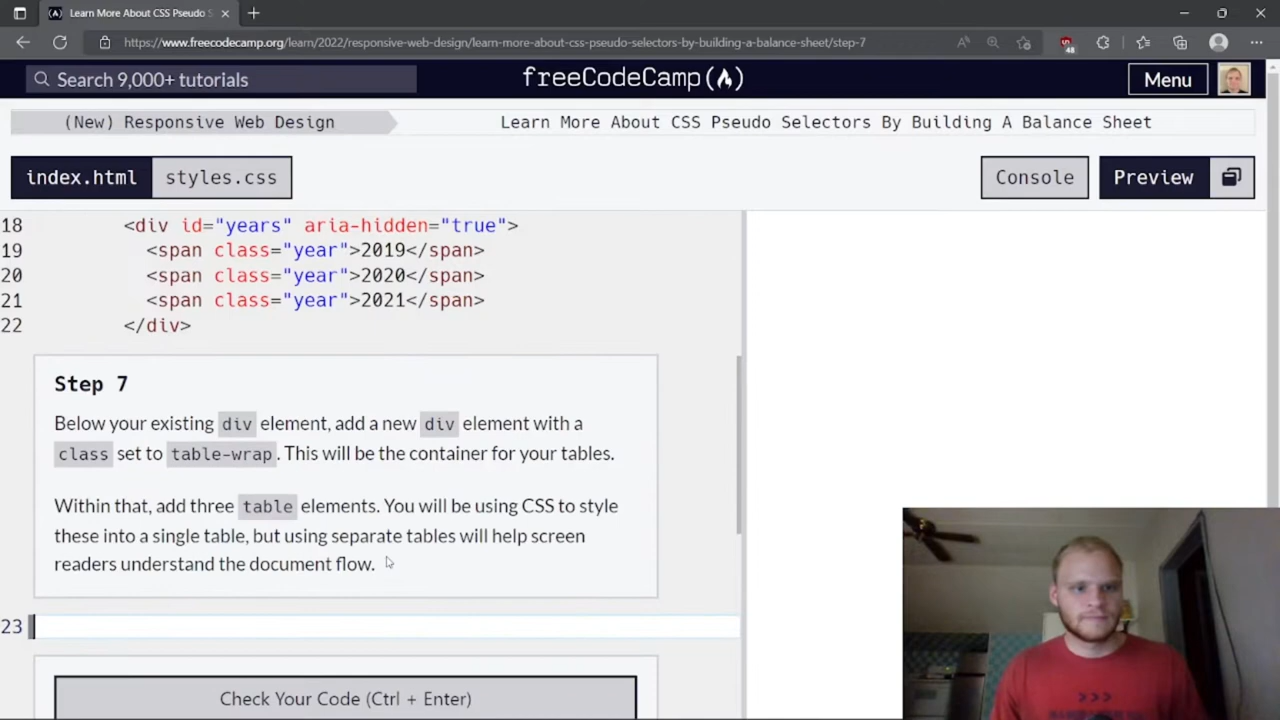 Learn More About CSS Pseudo S
https://www.freecodecamp.org/learn/2022/responsive-web-design/learn-more-about-css-pseudo-selectors-by-building-a-balance-sheet/step-7
48
Search 9,000+ tutorials
freeCodeCamp
Menu
(New) Responsive Web Design
Learn More About CSS Pseudo Selectors By Building A Balance Sheet
index.html
styles.css
Console
Preview
18 <div id="years" aria-hidden="true">
19 <span class="year">2019</span>
20 <span class="year">2020</span>
21 <span class="year">2021</span>
22 </div>
Step 7
Below your existing div element, add a new div element with a
class set to table-wrap. This will be the container for your tables.
Within that, add three table elements. You will be using CSS to style
these into a single table, but using separate tables will help screen
readers understand the document flow.
23
Check Your Code (Ctrl + Enter)